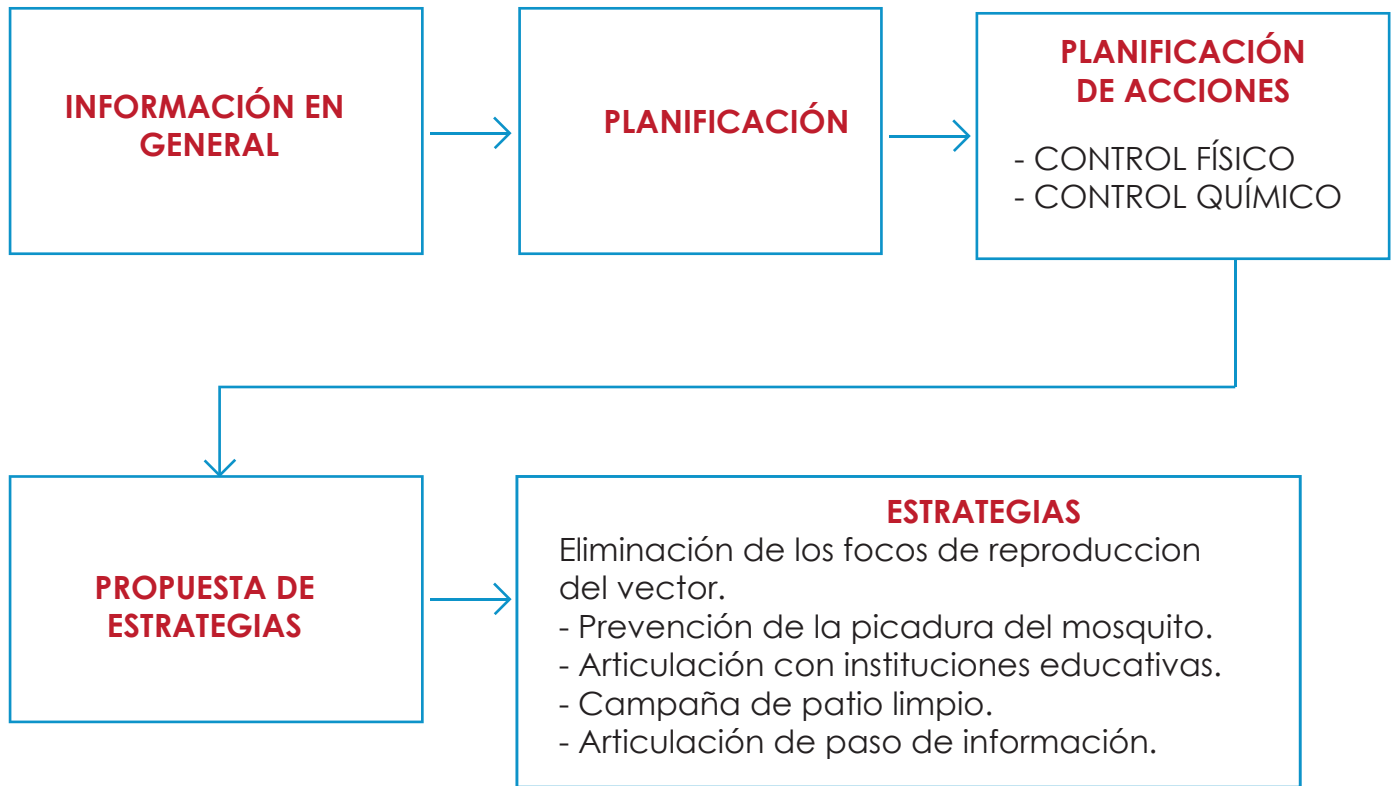 INFORMACIÓN EN
GENERAL
PLANIFICACIÓN
PLANIFICACIÓN
DE ACCIONES
- CONTROL FÍSICO
- CONTROL QUÍMICO
PROPUESTA DE
ESTRATEGIAS
ESTRATEGIAS
Eliminación de los focos de reproduccion
del vector.
- Prevención de la picadura del mosquito.
- Articulación con instituciones educativas.
- Campaña de patio limpio.
- Articulación de paso de información.